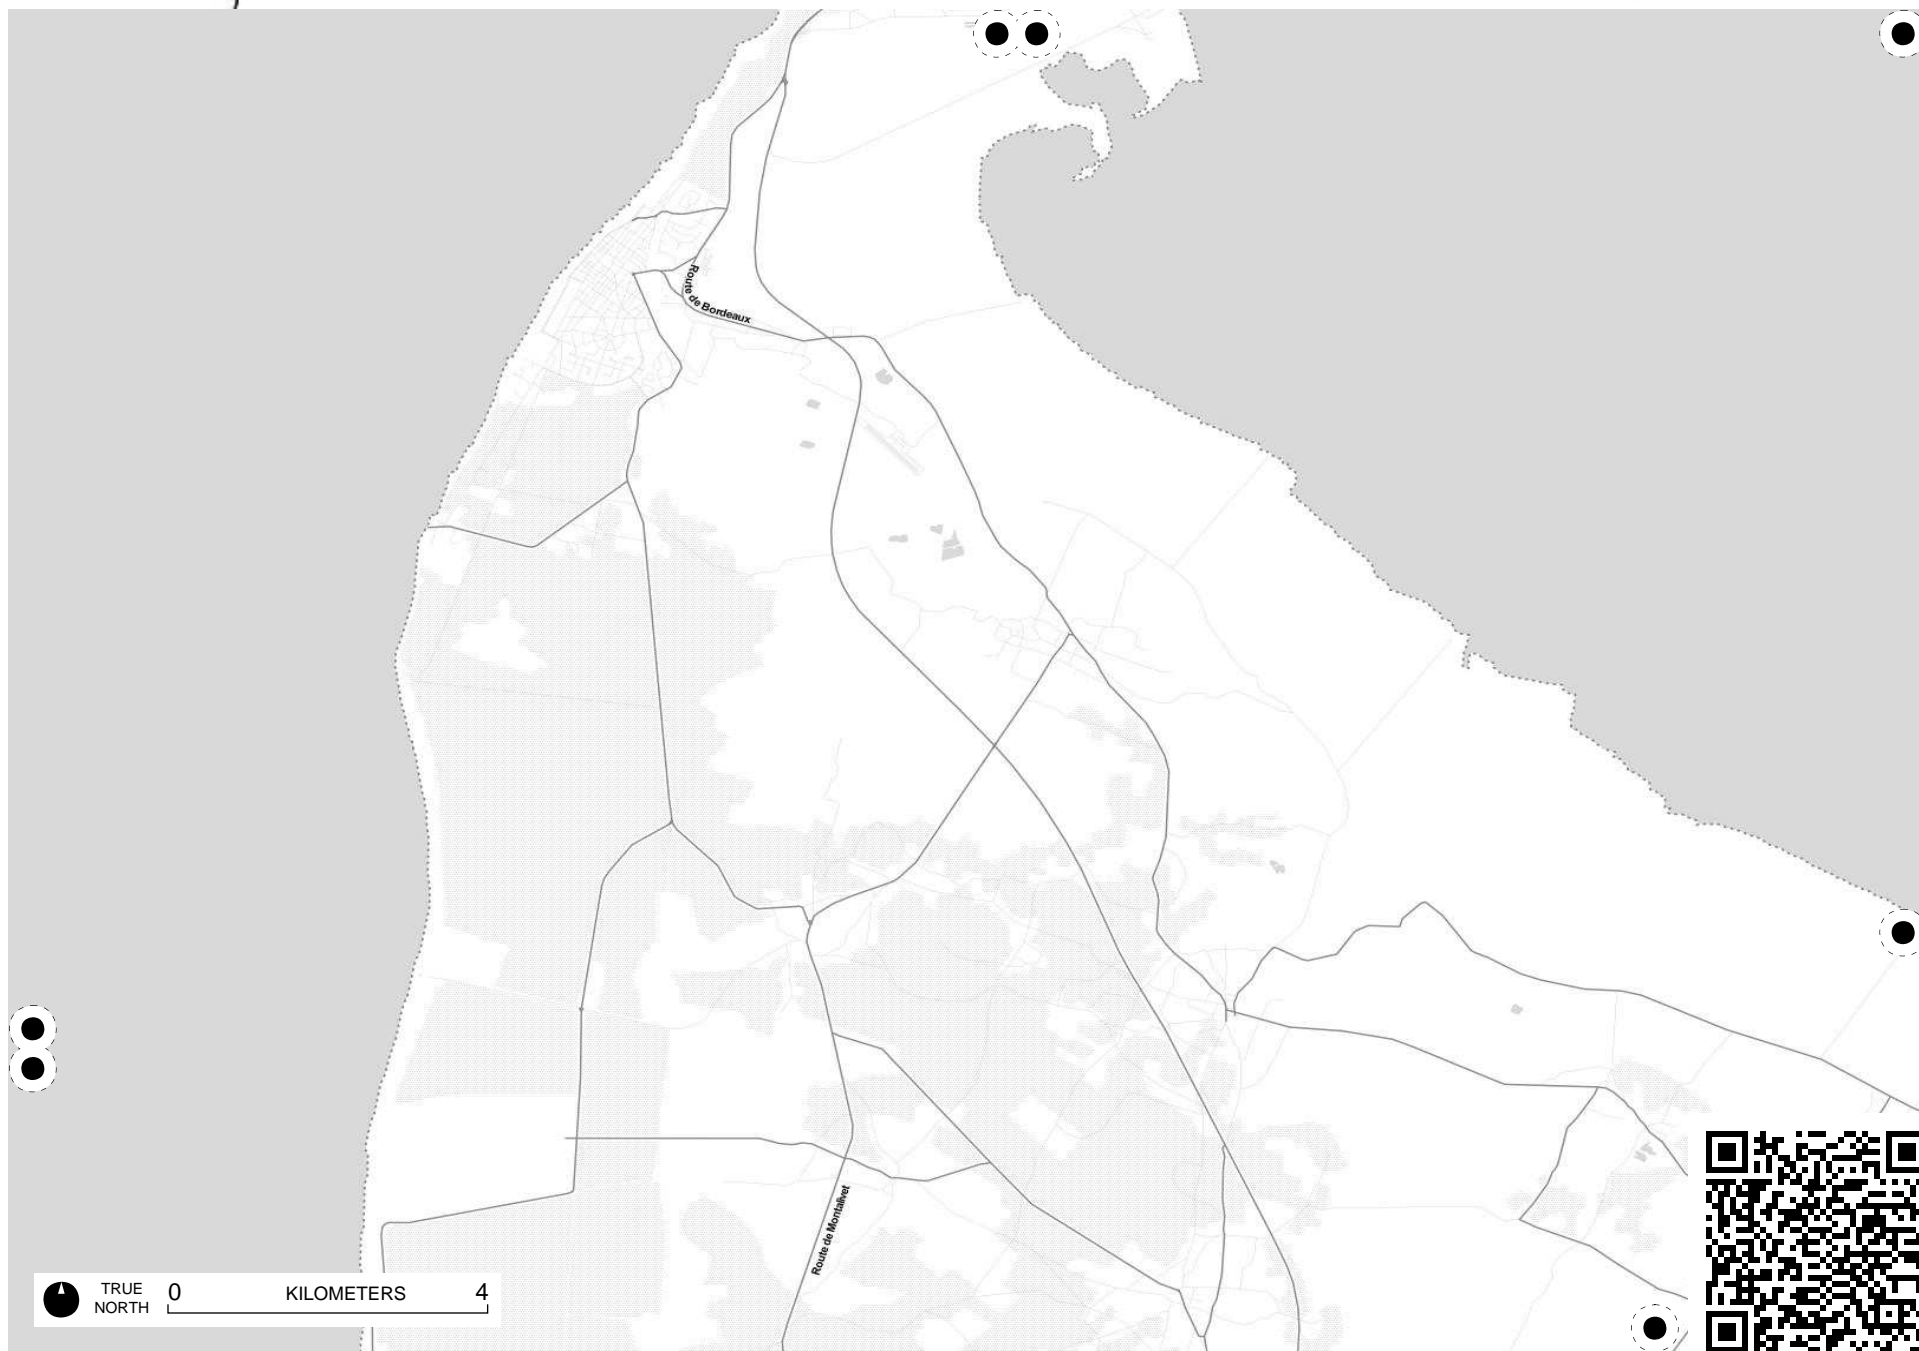 Route de Bordeaux
Route de Montalivet
TRUE
NORTH
0 KILOMETERS 4